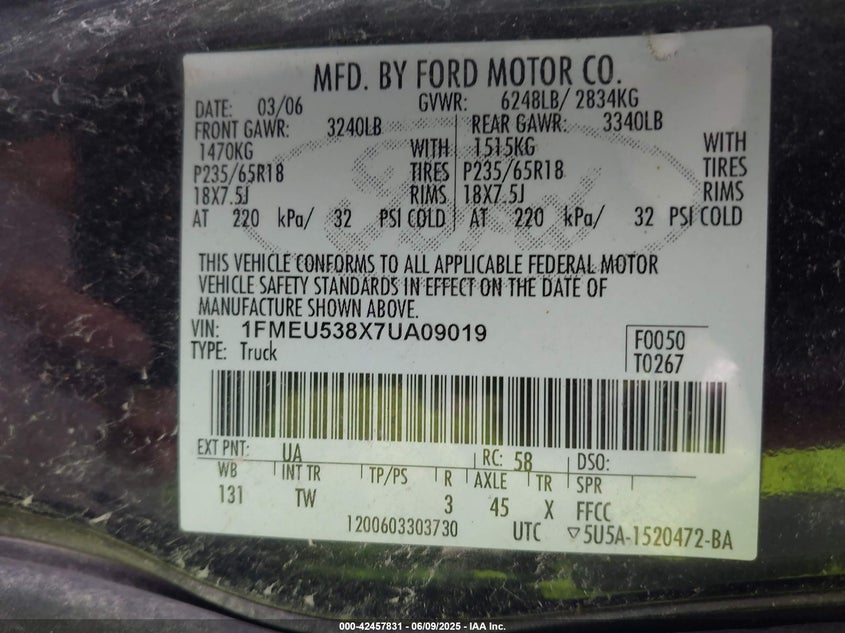 MFD. BY FORD MOTOR CO.
DATE: 03/06 GVWR: 6248LB/ 2834KG
FRONT GAWR: 3240LB REAR GAWR: 3340LB
1470KG WITH 1515KG WITH
P235/65R18 TIRES P235/65R18 TIRES
18X7.5J RIMS 18X7.5J RIMS
AT 220 kPa/ 32 PSI COLD AT 220 kPa/ 32 PSI COLD
THIS VEHICLE CONFORMS TO ALL APPLICABLE FEDERAL MOTOR
VEHICLE SAFETY STANDARDS IN EFFECT ON THE DATE OF
MANUFACTURE SHOWN ABOVE.
VIN: 1FMEU538X7UA09019
TYPE: Truck
F0050
T0267
EXT PNT: UA RC: 58 DSO:
WB INT TR TP/PS R AXLE TR SPR
131 TW 3 45 X FFCC
1200603303730 UTC ▽5U5A-1520472-BA
000-42457831 - 06/09/2025 - IAA Inc.